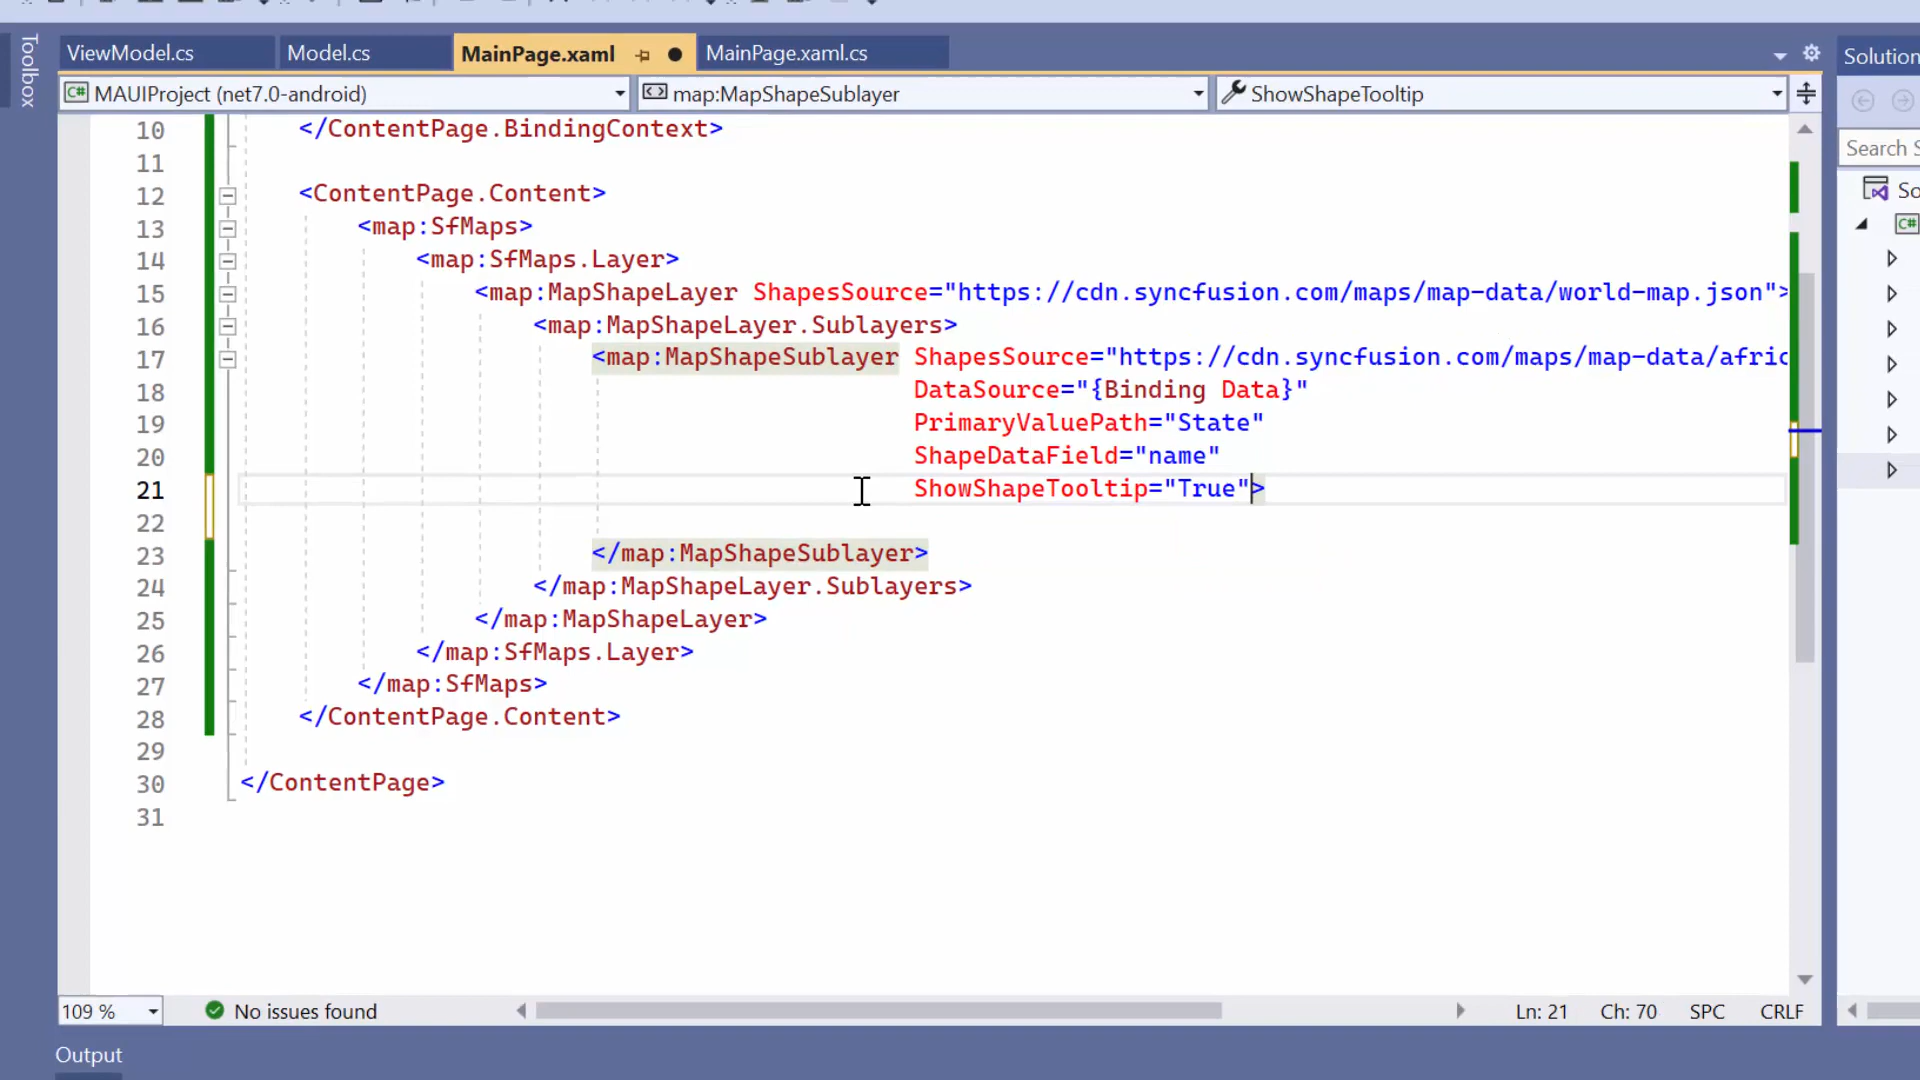 Toolbox
ViewModel.cs
Model.cs
MainPage.xaml
MainPage.xaml.cs
Solution
C# MAUIProject (net7.0-android)
map:MapShapeSublayer
ShowShapeTooltip
Search S
So
C#
10 </ContentPage.BindingContext>
11
12 <ContentPage.Content>
13 <map:SfMaps>
14 <map:SfMaps.Layer>
15 <map:MapShapeLayer ShapesSource="https://cdn.syncfusion.com/maps/map-data/world-map.json">
16 <map:MapShapeLayer.Sublayers>
17 <map:MapShapeSublayer ShapesSource="https://cdn.syncfusion.com/maps/map-data/afric
18 DataSource="{Binding Data}"
19 PrimaryValuePath="State"
20 ShapeDataField="name"
21 ShowShapeTooltip="True">
22
23 </map:MapShapeSublayer>
24 </map:MapShapeLayer.Sublayers>
25 </map:MapShapeLayer>
26 </map:SfMaps.Layer>
27 </map:SfMaps>
28 </ContentPage.Content>
29
30 </ContentPage>
31
109 %
No issues found
Ln: 21 Ch: 70 SPC CRLF
Output